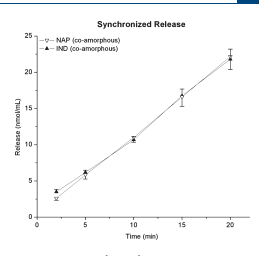 Synchronized Release
25
20
15
10
5
0
NAP (co-amorphous)
IND (co-amorphous)
Release (nmol/mL)
0 5 10 15 20
Time (min)